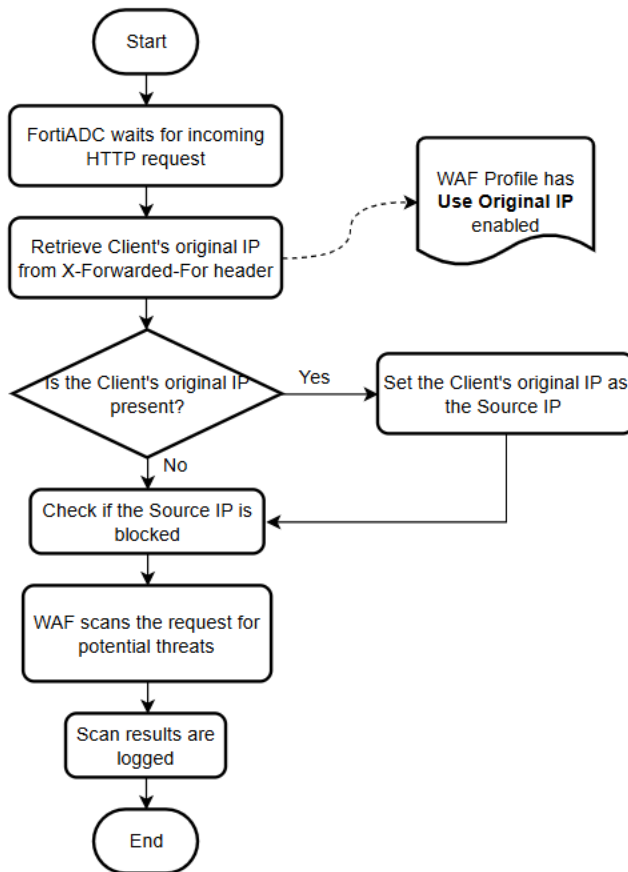 Start
FortiADC waits for incoming
HTTP request
WAF Profile has
Use Original IP
enabled
Retrieve Client's original IP
from X-Forwarded-For header
Is the Client's original IP
present?
Yes
Set the Client's original IP as
the Source IP
No
Check if the Source IP is
blocked
WAF scans the request for
potential threats
Scan results are
logged
End